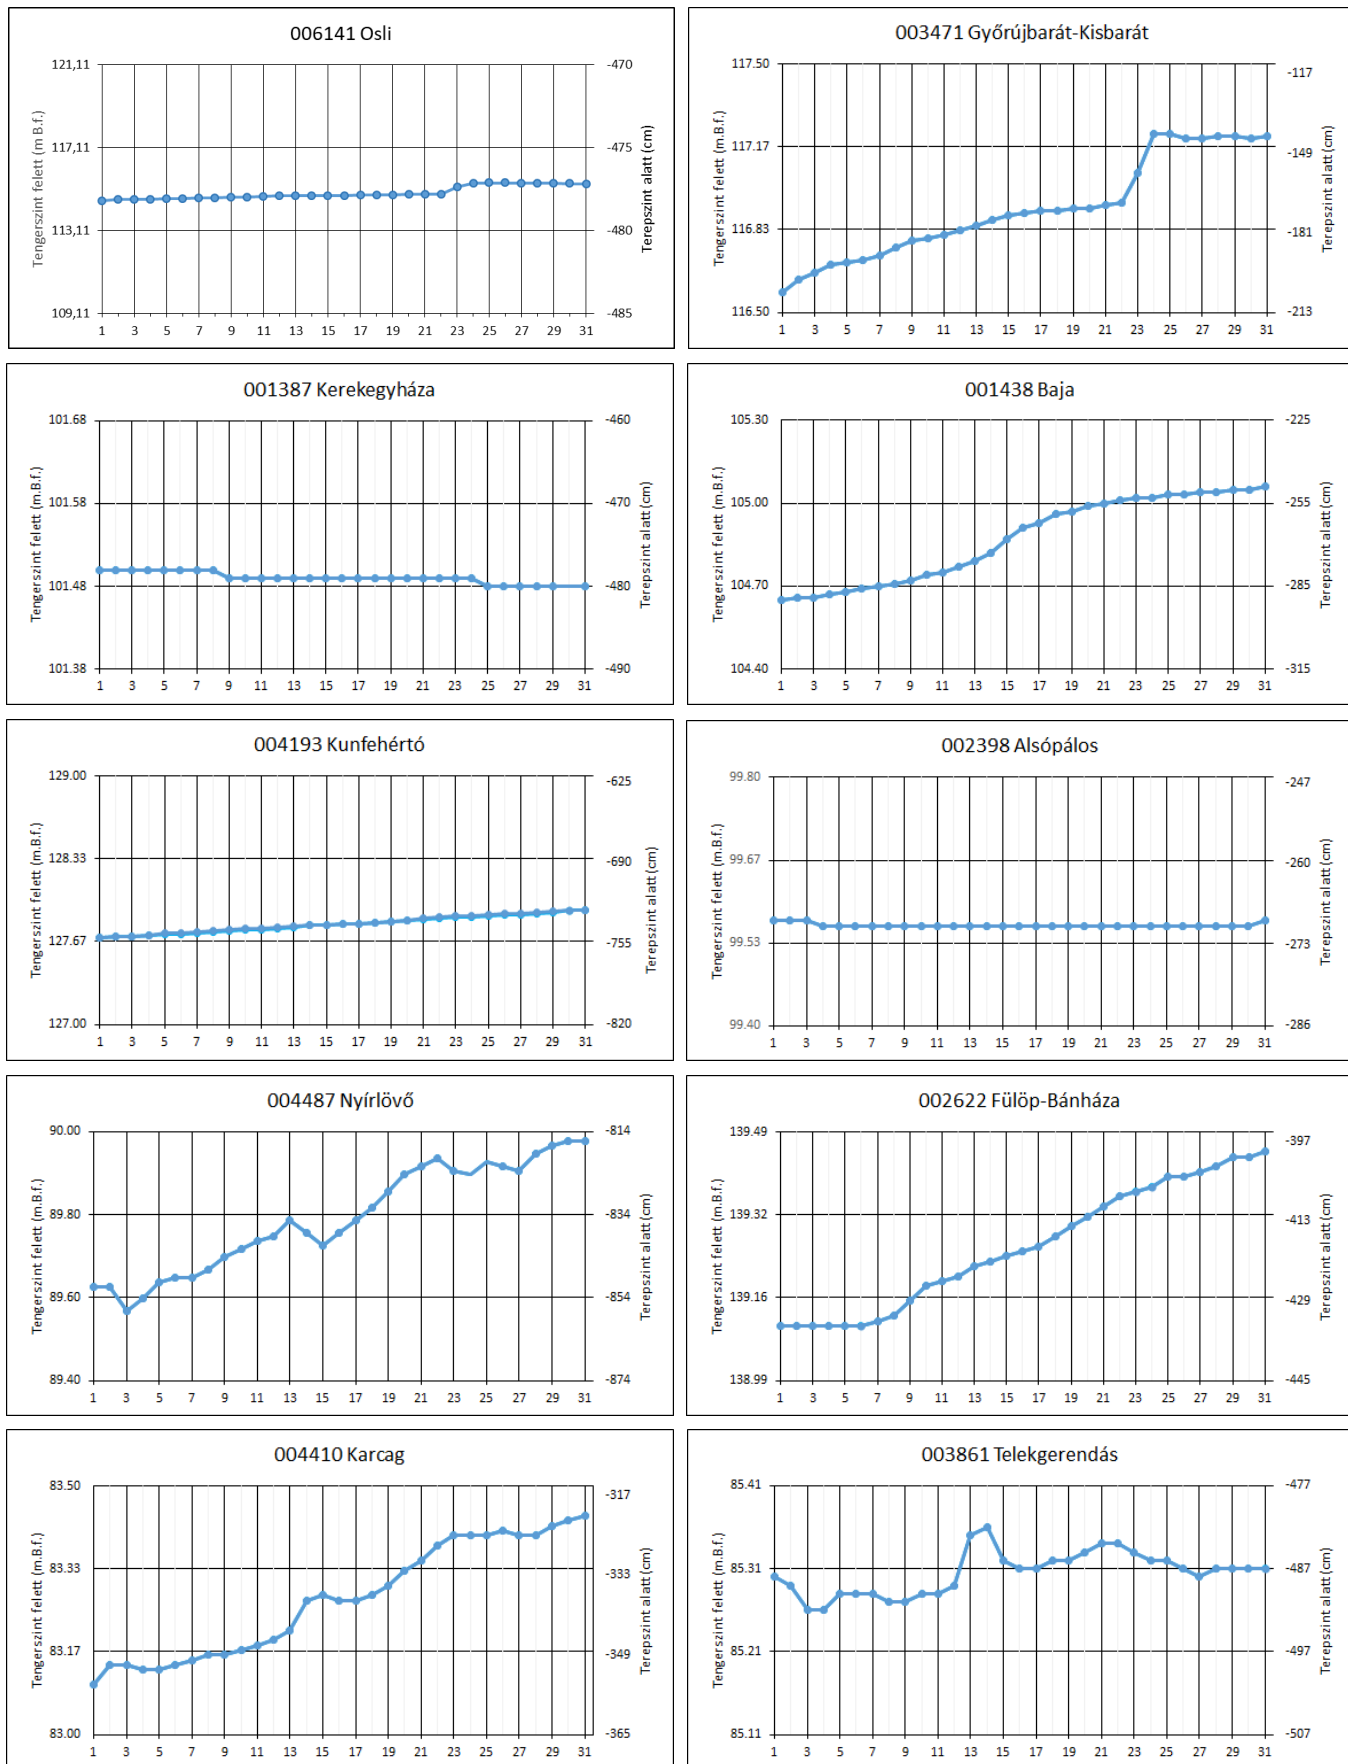 006141 Osli
121,11
117,11
113,11
109,11
-470
-475
-480
-485
Tengerszint felett (m B.f.)
Terepszint alatt (cm)
1 3 5 7 9 11 13 15 17 19 21 23 25 27 29 31
003471 Győrújbarát-Kisbarát
117.50
117.17
116.83
116.50
-117
-149
-181
-213
Tengerszint felett (m.B.f.)
Terepszint alatt (cm)
1 3 5 7 9 11 13 15 17 19 21 23 25 27 29 31
001387 Kerekegyháza
101.68
101.58
101.48
101.38
-460
-470
-480
-490
Tengerszint felett (m.B.f.)
Terepszint alatt (cm)
1 3 5 7 9 11 13 15 17 19 21 23 25 27 29 31
001438 Baja
105.30
105.00
104.70
104.40
-225
-255
-285
-315
Tengerszint felett (m.B.f.)
Terepszint alatt (cm)
1 3 5 7 9 11 13 15 17 19 21 23 25 27 29 31
004193 Kunfehértó
129.00
128.33
127.67
127.00
-625
-690
-755
-820
Tengerszint felett (m.B.f.)
Terepszint alatt (cm)
1 3 5 7 9 11 13 15 17 19 21 23 25 27 29 31
002398 Alsópálos
99.80
99.67
99.53
99.40
-247
-260
-273
-286
Tengerszint felett (m.B.f.)
Terepszint alatt (cm)
1 3 5 7 9 11 13 15 17 19 21 23 25 27 29 31
004487 Nyírlövő
90.00
89.80
89.60
89.40
-814
-834
-854
-874
Tengerszint felett (m.B.f.)
Terepszint alatt (cm)
1 3 5 7 9 11 13 15 17 19 21 23 25 27 29 31
002622 Fülöp-Bánháza
139.49
139.32
139.16
138.99
-397
-413
-429
-445
Tengerszint felett (m.B.f.)
Terepszint alatt (cm)
1 3 5 7 9 11 13 15 17 19 21 23 25 27 29 31
004410 Karcag
83.50
83.33
83.17
83.00
-317
-333
-349
-365
Tengerszint felett (m.B.f.)
Terepszint alatt (cm)
1 3 5 7 9 11 13 15 17 19 21 23 25 27 29 31
003861 Telekgerendás
85.41
85.31
85.21
85.11
-477
-487
-497
-507
Tengerszint felett (m.B.f.)
Terepszint alatt (cm)
1 3 5 7 9 11 13 15 17 19 21 23 25 27 29 31